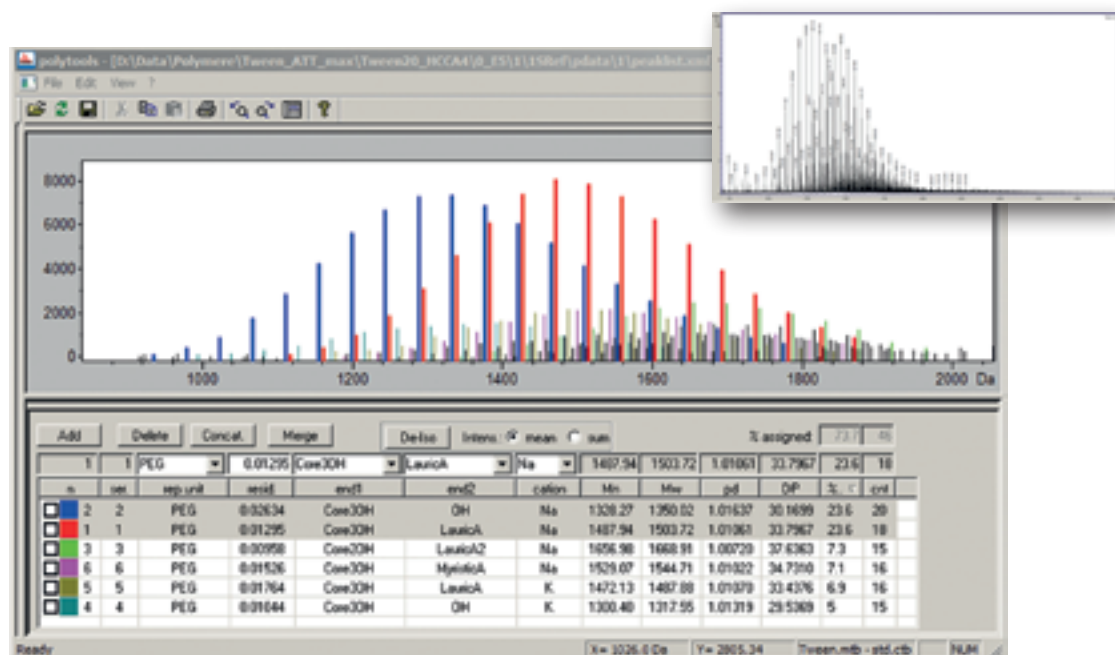 polytools - [D:\Data\Polymere\Tween_ATT_max\Tween20_HCCA4\0_E5\1\1SRef\pdata\1\peaklist.xml
File Edit View ?
8000
6000
4000
2000
0
1000 1200 1400 1600 1800 2000 Da
Add Delete Concat. Merge De-Iso Intens.: mean sum % assigned: 73.7 46
1 1 PEG 0.01295 Core3OH LauricA Na 1487.94 1503.72 1.01061 33.7967 23.6 18
n ser. rep.unit resid. end1 end2 cation Mn Mw pd DP %.. cnt
2 2 PEG 0.02634 Core3OH OH Na 1328.27 1350.02 1.01637 30.1699 23.6 20
1 1 PEG 0.01295 Core3OH LauricA Na 1487.94 1503.72 1.01061 33.7967 23.6 18
3 3 PEG 0.00958 Core2OH LauricA2 Na 1656.98 1668.91 1.00720 37.6363 7.3 15
6 6 PEG 0.01526 Core3OH MyristicA Na 1529.07 1544.71 1.01022 34.7310 7.1 16
5 5 PEG 0.01764 Core3OH LauricA K 1472.13 1487.88 1.01070 33.4376 6.9 16
4 4 PEG 0.01044 Core3OH OH K 1300.40 1317.55 1.01319 29.5369 5 15
Ready X= 1026.0 Da Y= 2805.34 Tween.mtb - std.ctb NUM